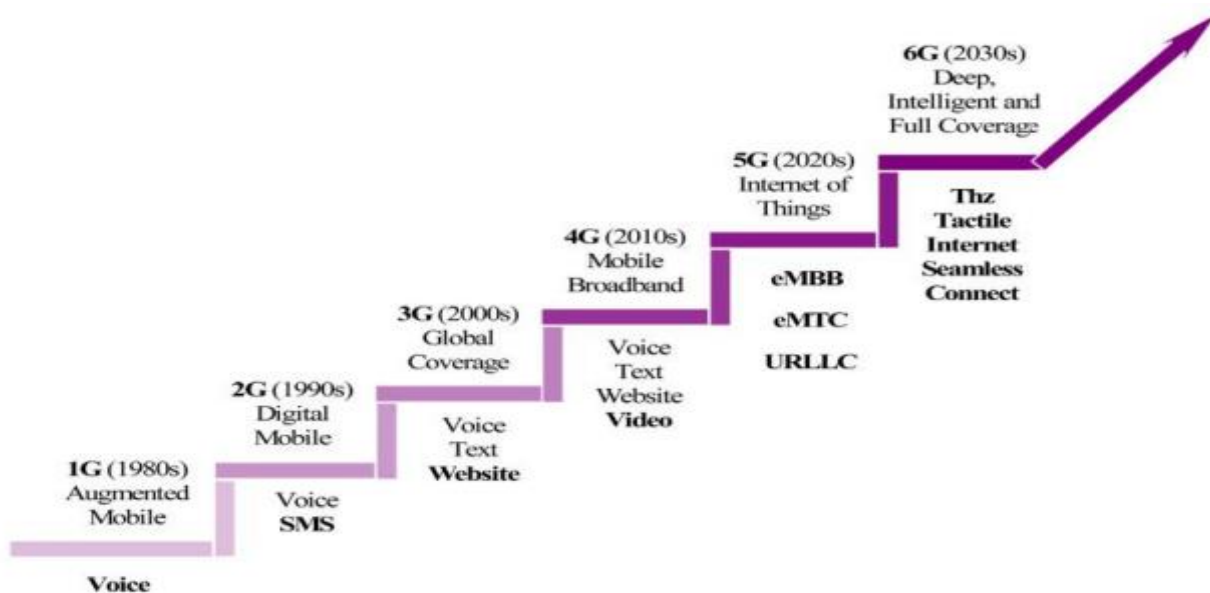 6G (2030s)
Deep,
Intelligent and
Full Coverage
Thz
Tactile
Internet
Seamless
Connect
5G (2020s)
Internet of
Things
eMBB
eMTC
URLLC
4G (2010s)
Mobile
Broadband
Voice
Text
Website
Video
3G (2000s)
Global
Coverage
Voice
Text
Website
2G (1990s)
Digital
Mobile
Voice
SMS
1G (1980s)
Augmented
Mobile
Voice